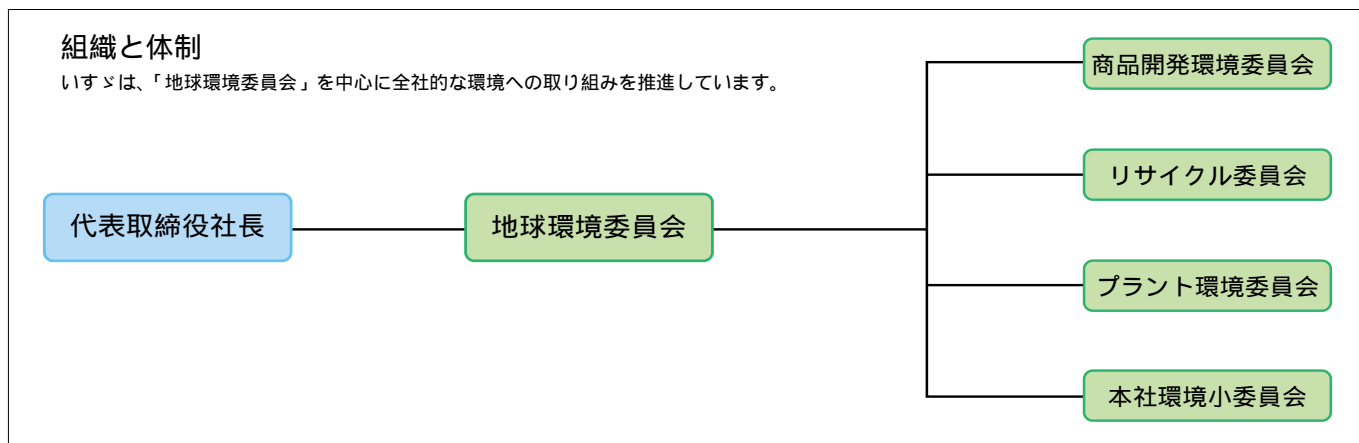 組織と体制
いすゞは、「地球環境委員会」を中心に全社的な環境への取り組みを推進しています。
代表取締役社長
地球環境委員会
商品開発環境委員会
リサイクル委員会
プラント環境委員会
本社環境小委員会